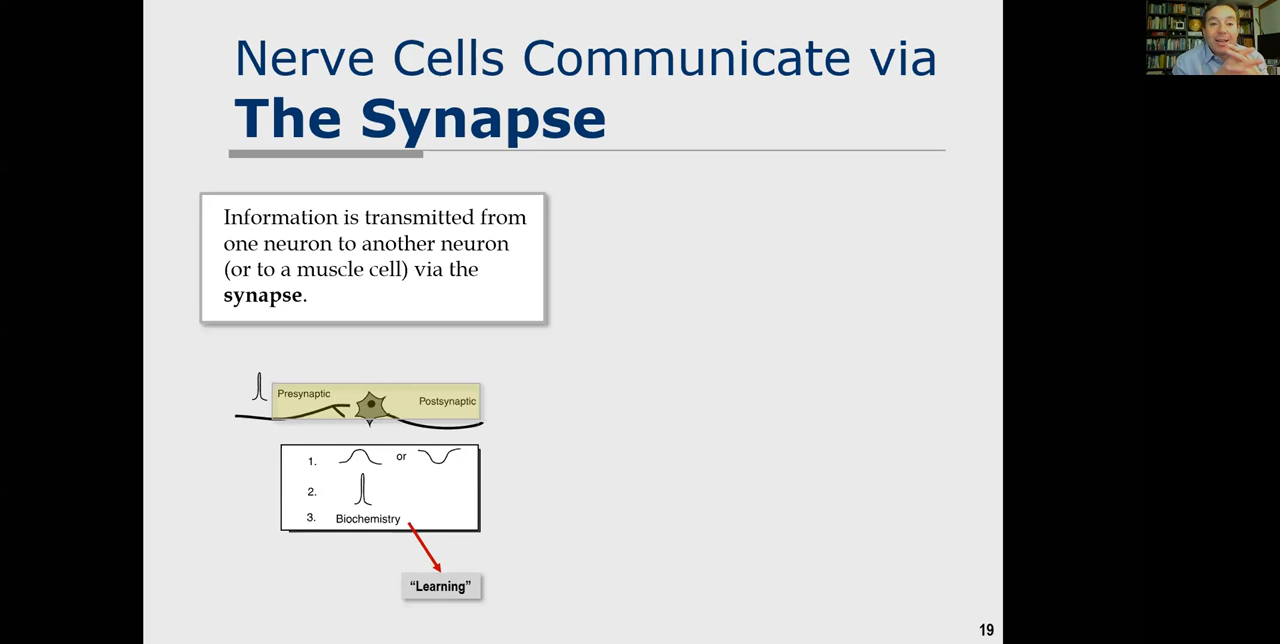 Nerve Cells Communicate via
The Synapse
Information is transmitted from
one neuron to another neuron
(or to a muscle cell) via the
synapse.
Presynaptic
Postsynaptic
1. or
2.
3. Biochemistry
“Learning”
19